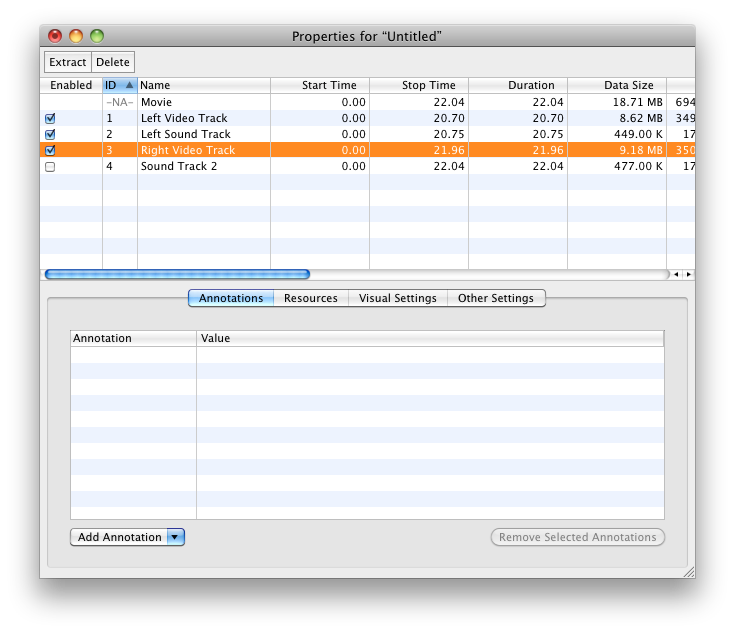 Properties for “Untitled”
Extract Delete
Enabled ID Name Start Time Stop Time Duration Data Size
-NA- Movie 0.00 22.04 22.04 18.71 MB 694
1 Left Video Track 0.00 20.70 20.70 8.62 MB 349
2 Left Sound Track 0.00 20.75 20.75 449.00 K 17
3 Right Video Track 0.00 21.96 21.96 9.18 MB 350
4 Sound Track 2 0.00 22.04 22.04 477.00 K 17
Annotations Resources Visual Settings Other Settings
Annotation Value
Add Annotation Remove Selected Annotations